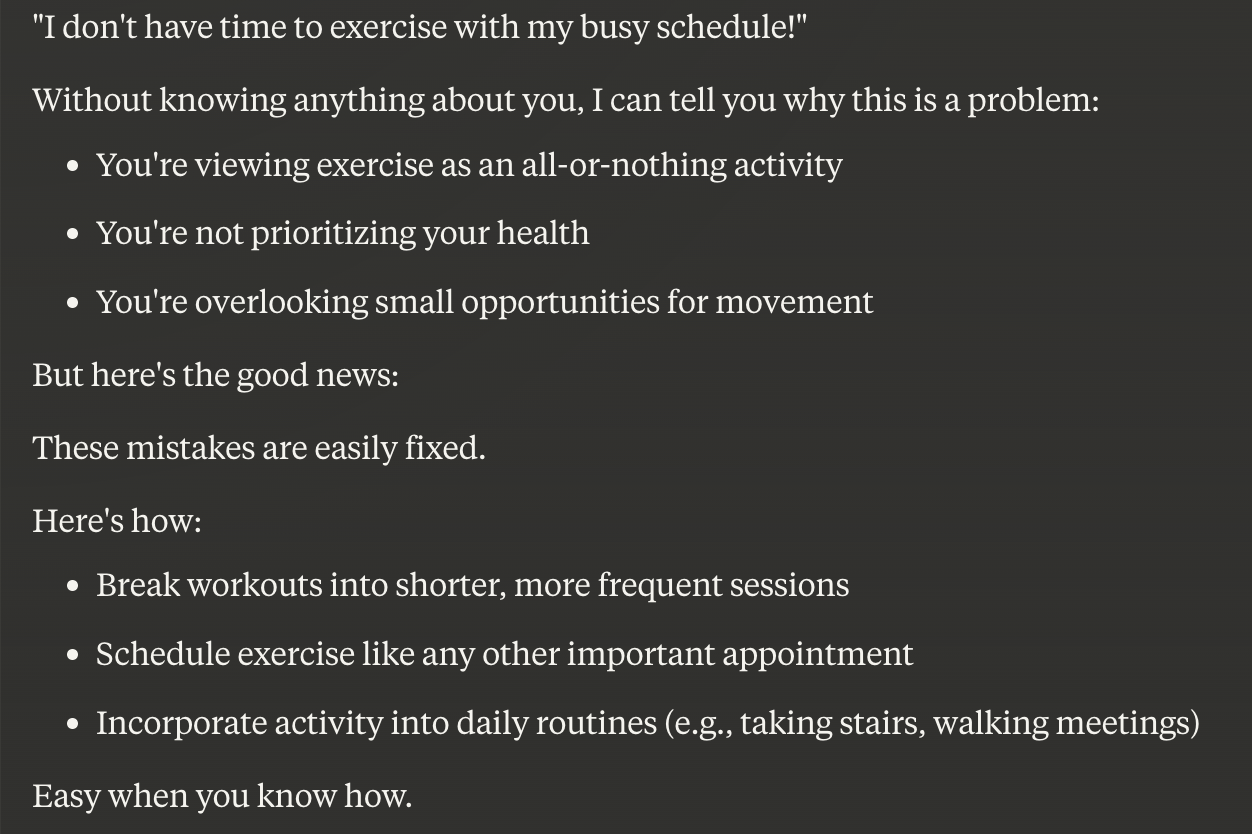 "I don't have time to exercise with my busy schedule!"
Without knowing anything about you, I can tell you why this is a problem:
• You're viewing exercise as an all-or-nothing activity
• You're not prioritizing your health
• You're overlooking small opportunities for movement
But here's the good news:
These mistakes are easily fixed.
Here's how:
• Break workouts into shorter, more frequent sessions
• Schedule exercise like any other important appointment
• Incorporate activity into daily routines (e.g., taking stairs, walking meetings)
Easy when you know how.